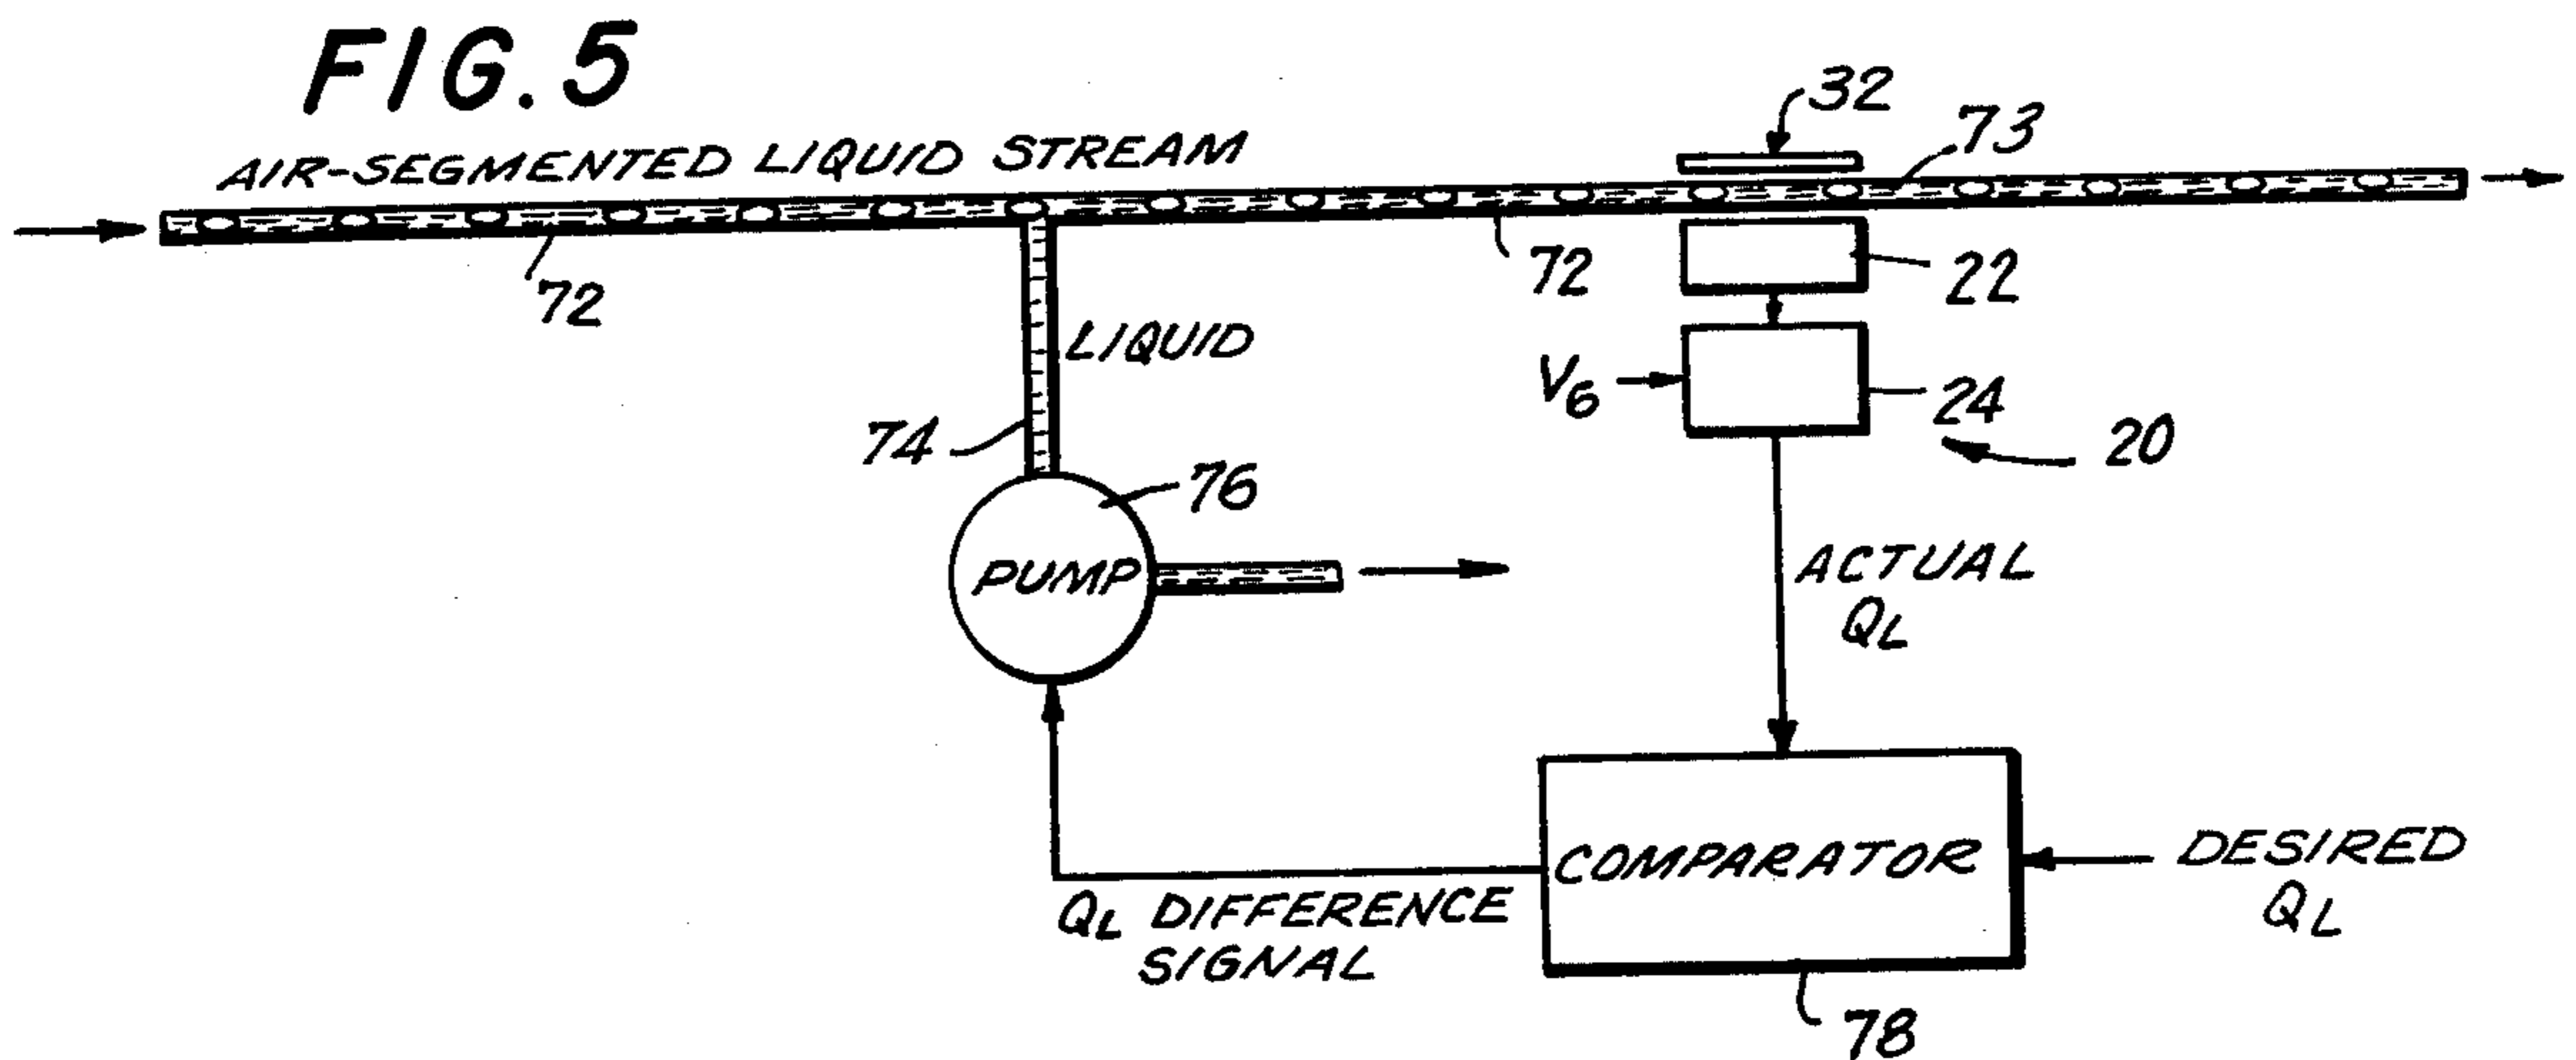 FIG. 5
AIR-SEGMENTED LIQUID STREAM
32
73
72
72
22
LIQUID
V6
24
20
74
76
PUMP
ACTUAL
QL
COMPARATOR
DESIRED
QL
QL DIFFERENCE
SIGNAL
78